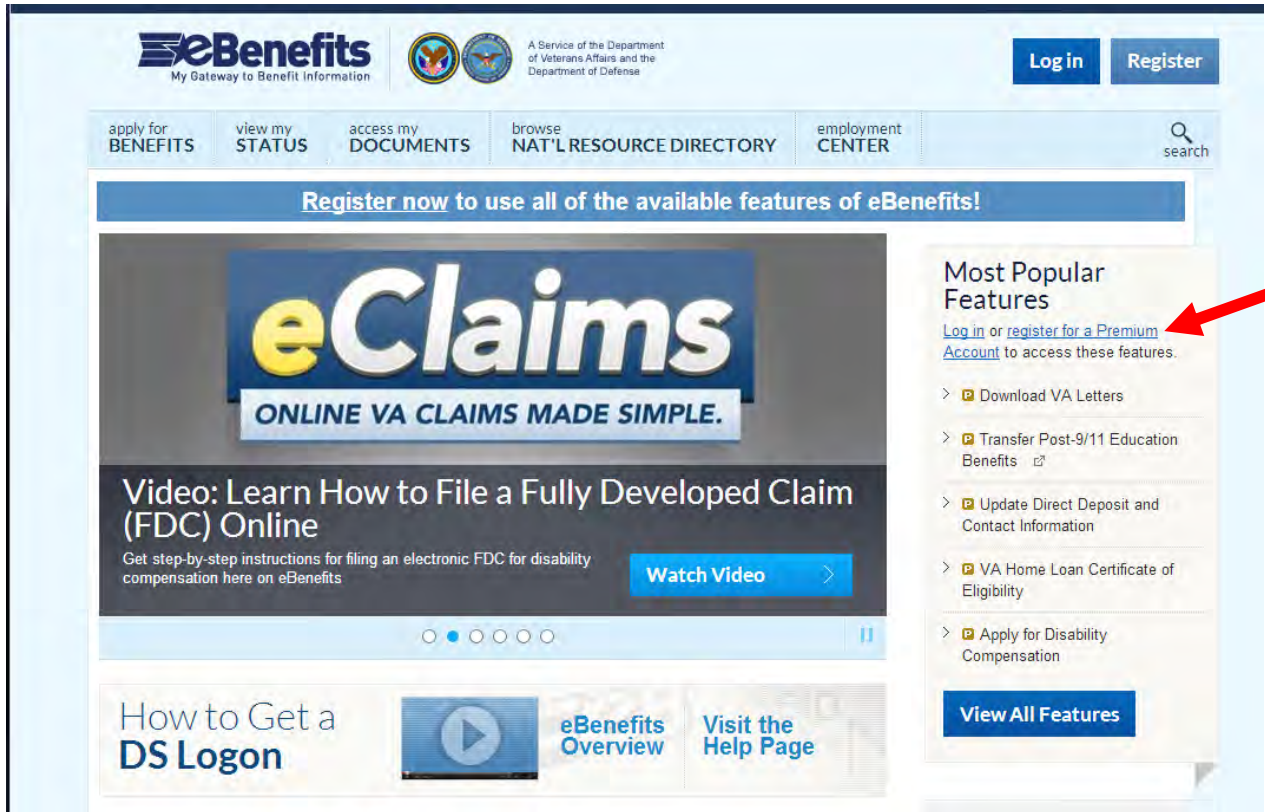 eBenefits
My Gateway to Benefit Information
A Service of the Department
of Veterans Affairs and the
Department of Defense
Log in
Register
apply for
BENEFITS
view my
STATUS
access my
DOCUMENTS
browse
NAT'L RESOURCE DIRECTORY
employment
CENTER
search
Register now to use all of the available features of eBenefits!
eClaims
ONLINE VA CLAIMS MADE SIMPLE.
Video: Learn How to File a Fully Developed Claim
(FDC) Online
Get step-by-step instructions for filing an electronic FDC for disability
compensation here on eBenefits
Watch Video
Most Popular
Features
Log in or register for a Premium
Account to access these features.
P Download VA Letters
P Transfer Post-9/11 Education
Benefits
P Update Direct Deposit and
Contact Information
P VA Home Loan Certificate of
Eligibility
P Apply for Disability
Compensation
View All Features
How to Get a
DS Logon
eBenefits
Overview
Visit the
Help Page